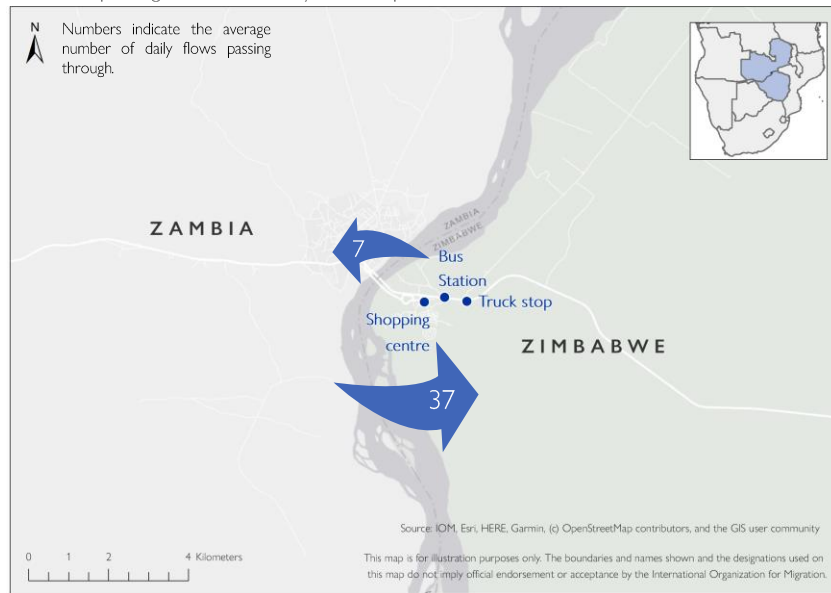 N
Numbers indicate the average
number of daily flows passing
through.
ZAMBIA
ZAMBIA
ZIMBABWE
7
Bus
Station
Truck stop
Shopping
centre
ZIMBABWE
37
Source: IOM, Esri, HERE, Garmin, (c) OpenStreetMap contributors, and the GIS user community
0 1 2 4 Kilometers
This map is for illustration purposes only. The boundaries and names shown and the designations used on
this map do not imply official endorsement or acceptance by the International Organization for Migration.